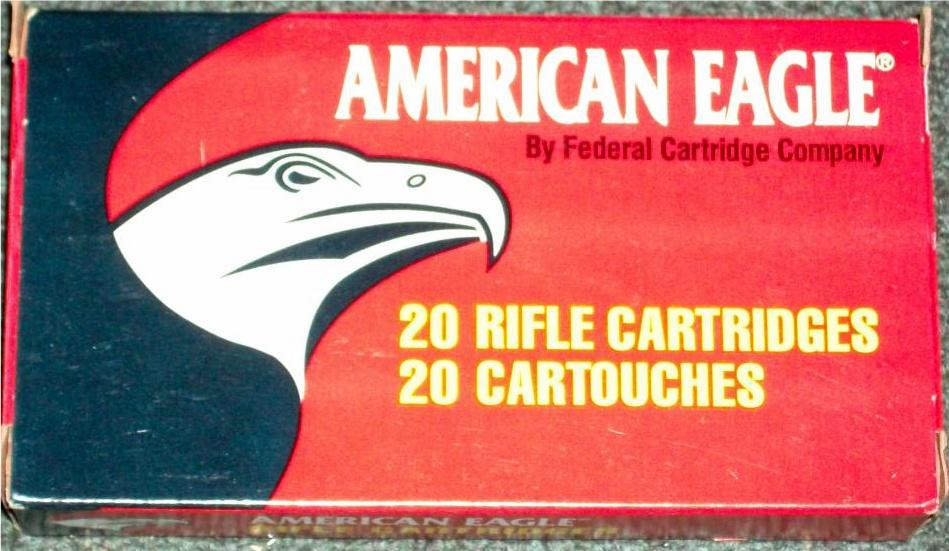 AMERICAN EAGLE®
By Federal Cartridge Company
20 RIFLE CARTRIDGES
20 CARTOUCHES
AMERICAN EAGLE